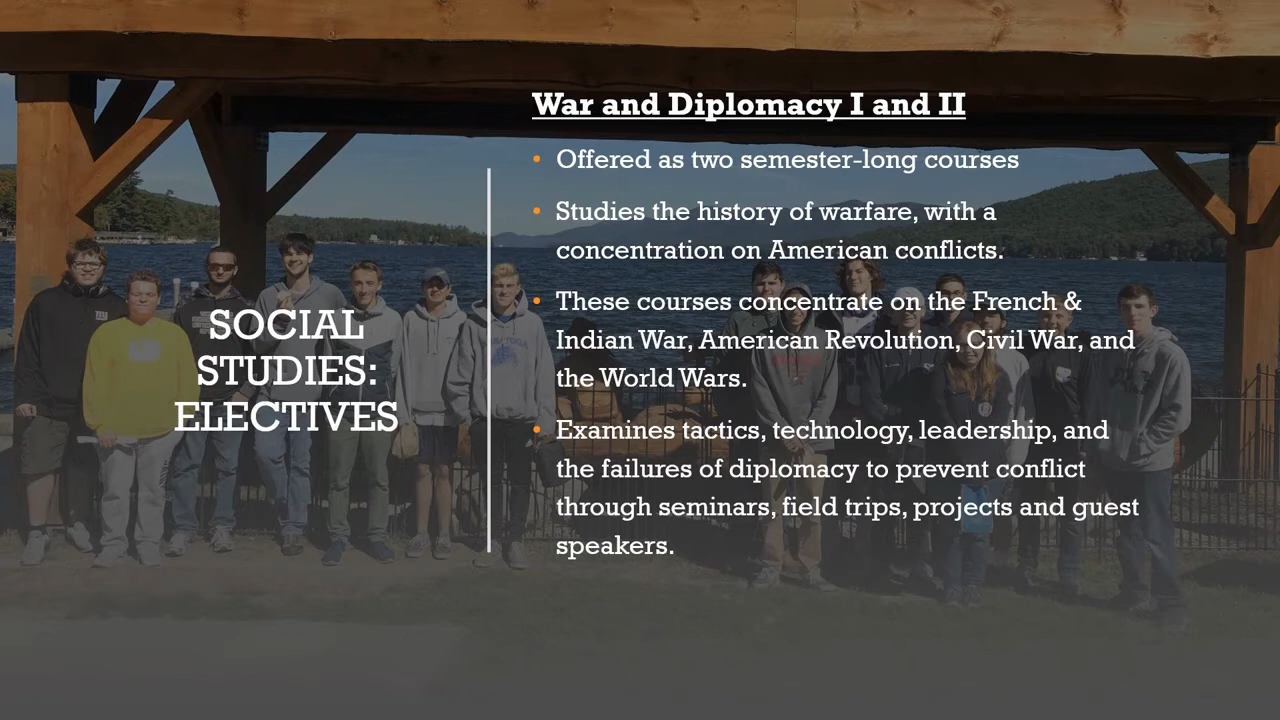 SOCIAL
STUDIES:
ELECTIVES
War and Diplomacy I and II
• Offered as two semester-long courses
• Studies the history of warfare, with a
concentration on American conflicts.
• These courses concentrate on the French &
Indian War, American Revolution, Civil War, and
the World Wars.
• Examines tactics, technology, leadership, and
the failures of diplomacy to prevent conflict
through seminars, field trips, projects and guest
speakers.